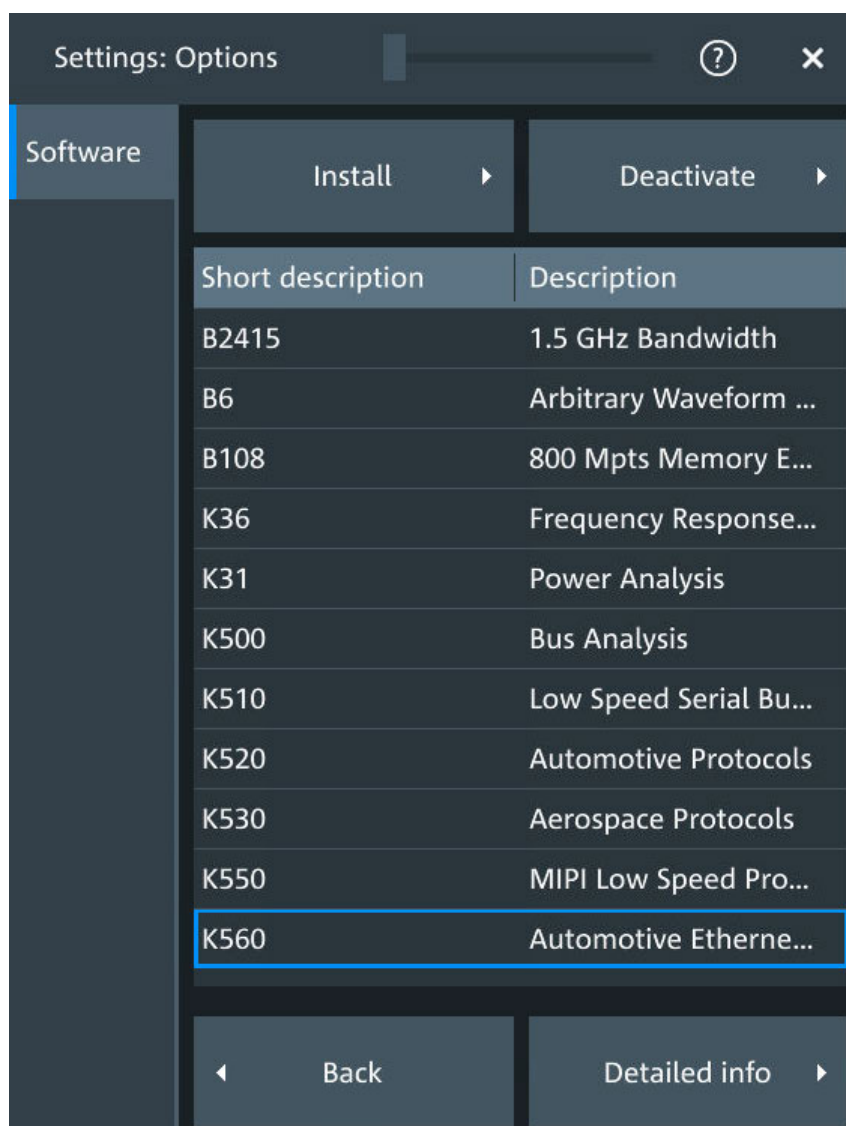 Settings: Options
?
Software
Install
Deactivate
Short description Description
B2415 1.5 GHz Bandwidth
B6 Arbitrary Waveform ...
B108 800 Mpts Memory E...
K36 Frequency Response...
K31 Power Analysis
K500 Bus Analysis
K510 Low Speed Serial Bu...
K520 Automotive Protocols
K530 Aerospace Protocols
K550 MIPI Low Speed Pro...
K560 Automotive Etherne...
Back
Detailed info